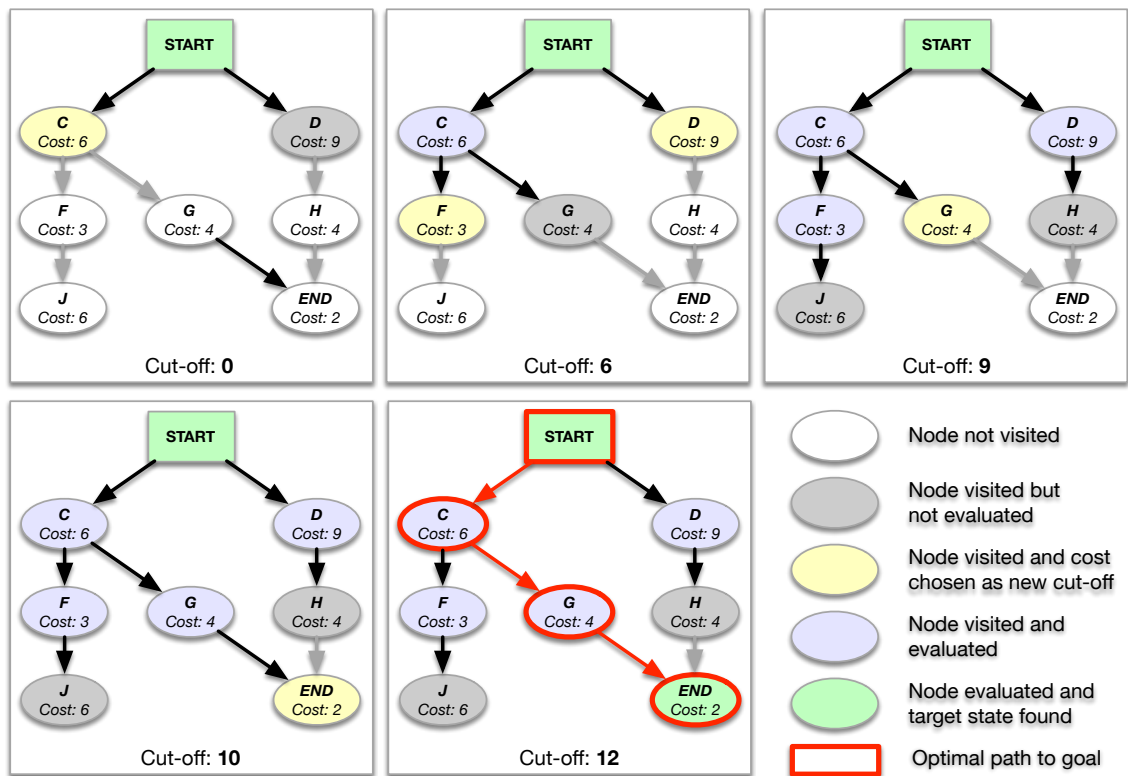 START
C
Cost: 6
D
Cost: 9
F
Cost: 3
G
Cost: 4
H
Cost: 4
J
Cost: 6
END
Cost: 2
Cut-off: 0
START
C
Cost: 6
D
Cost: 9
F
Cost: 3
G
Cost: 4
H
Cost: 4
J
Cost: 6
END
Cost: 2
Cut-off: 6
START
C
Cost: 6
D
Cost: 9
F
Cost: 3
G
Cost: 4
H
Cost: 4
J
Cost: 6
END
Cost: 2
Cut-off: 9
START
C
Cost: 6
D
Cost: 9
F
Cost: 3
G
Cost: 4
H
Cost: 4
J
Cost: 6
END
Cost: 2
Cut-off: 10
START
C
Cost: 6
D
Cost: 9
F
Cost: 3
G
Cost: 4
H
Cost: 4
J
Cost: 6
END
Cost: 2
Cut-off: 12
Node not visited
Node visited but
not evaluated
Node visited and cost
chosen as new cut-off
Node visited and
evaluated
Node evaluated and
target state found
Optimal path to goal